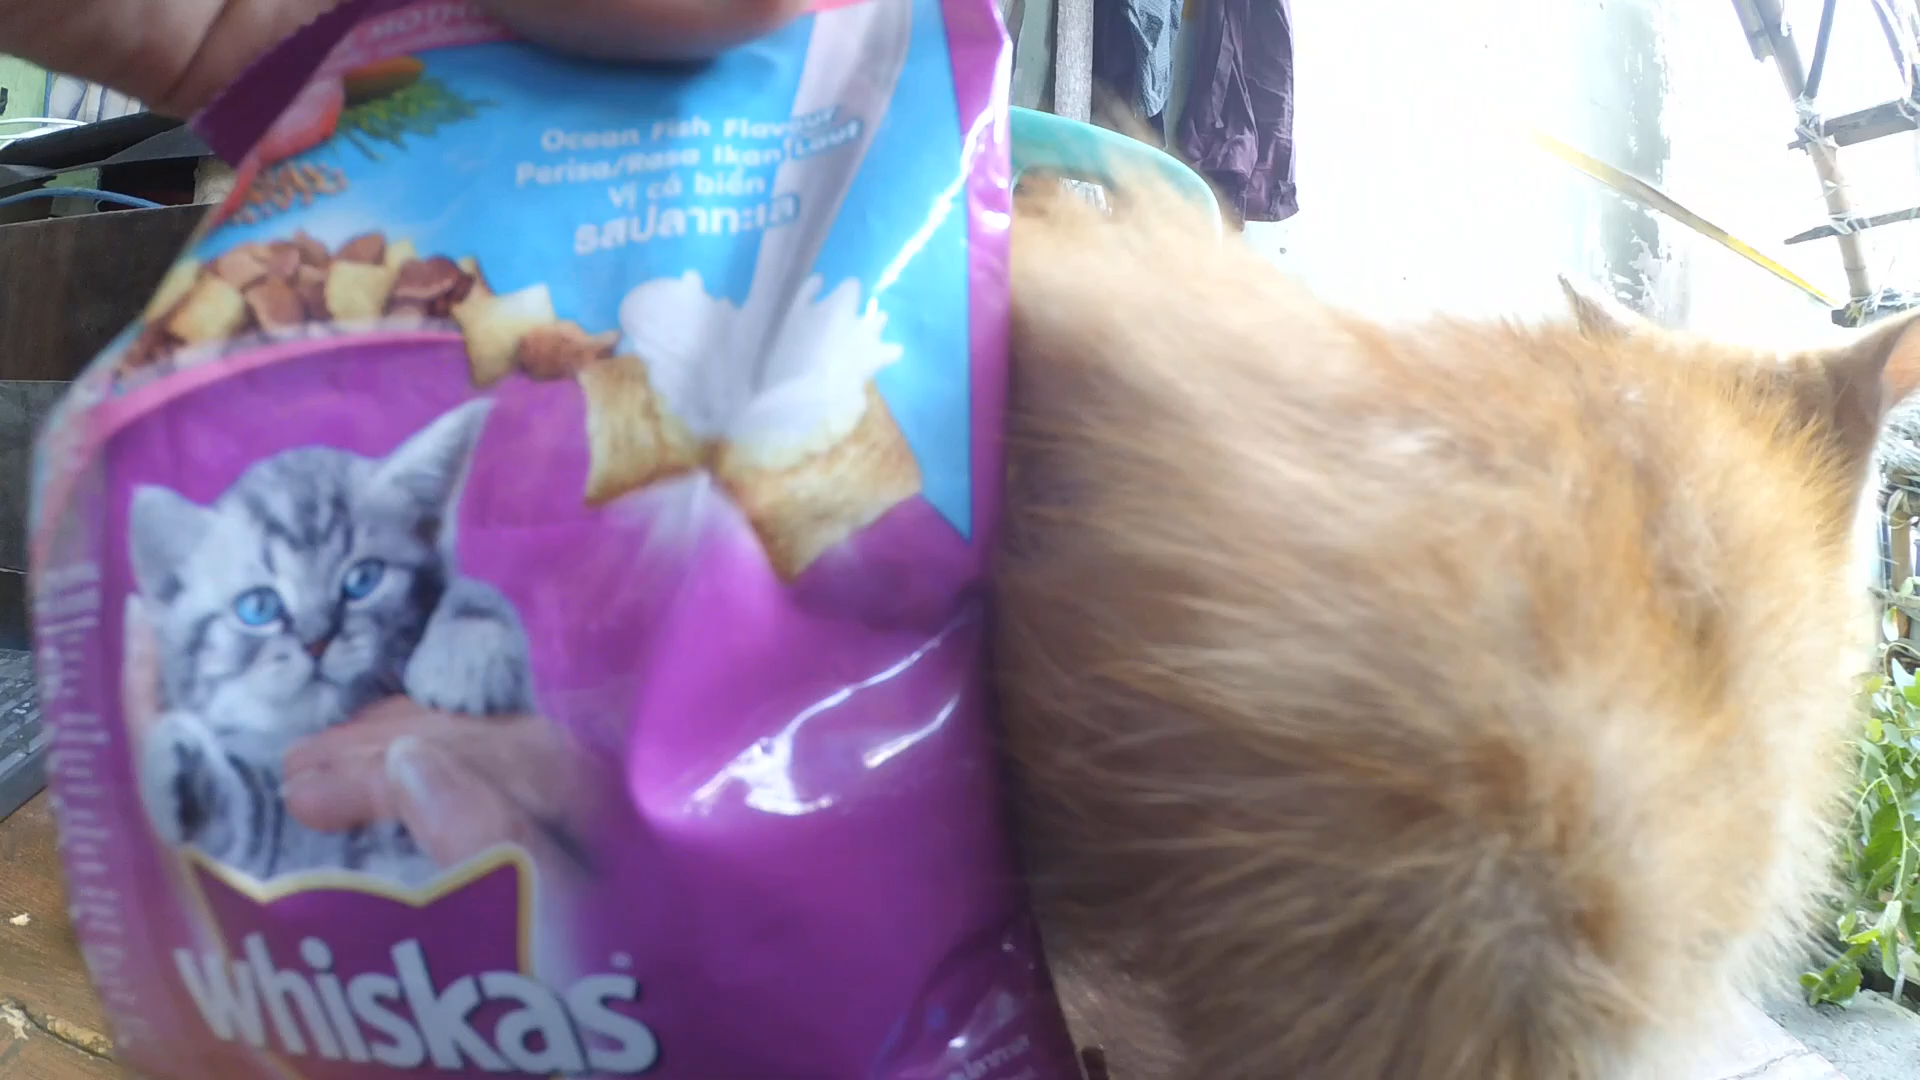 Ocean Fish Flavour
Perisa/Rasa Ikan Laut
Vị cá biển
รสปลาทะเล
whiskas